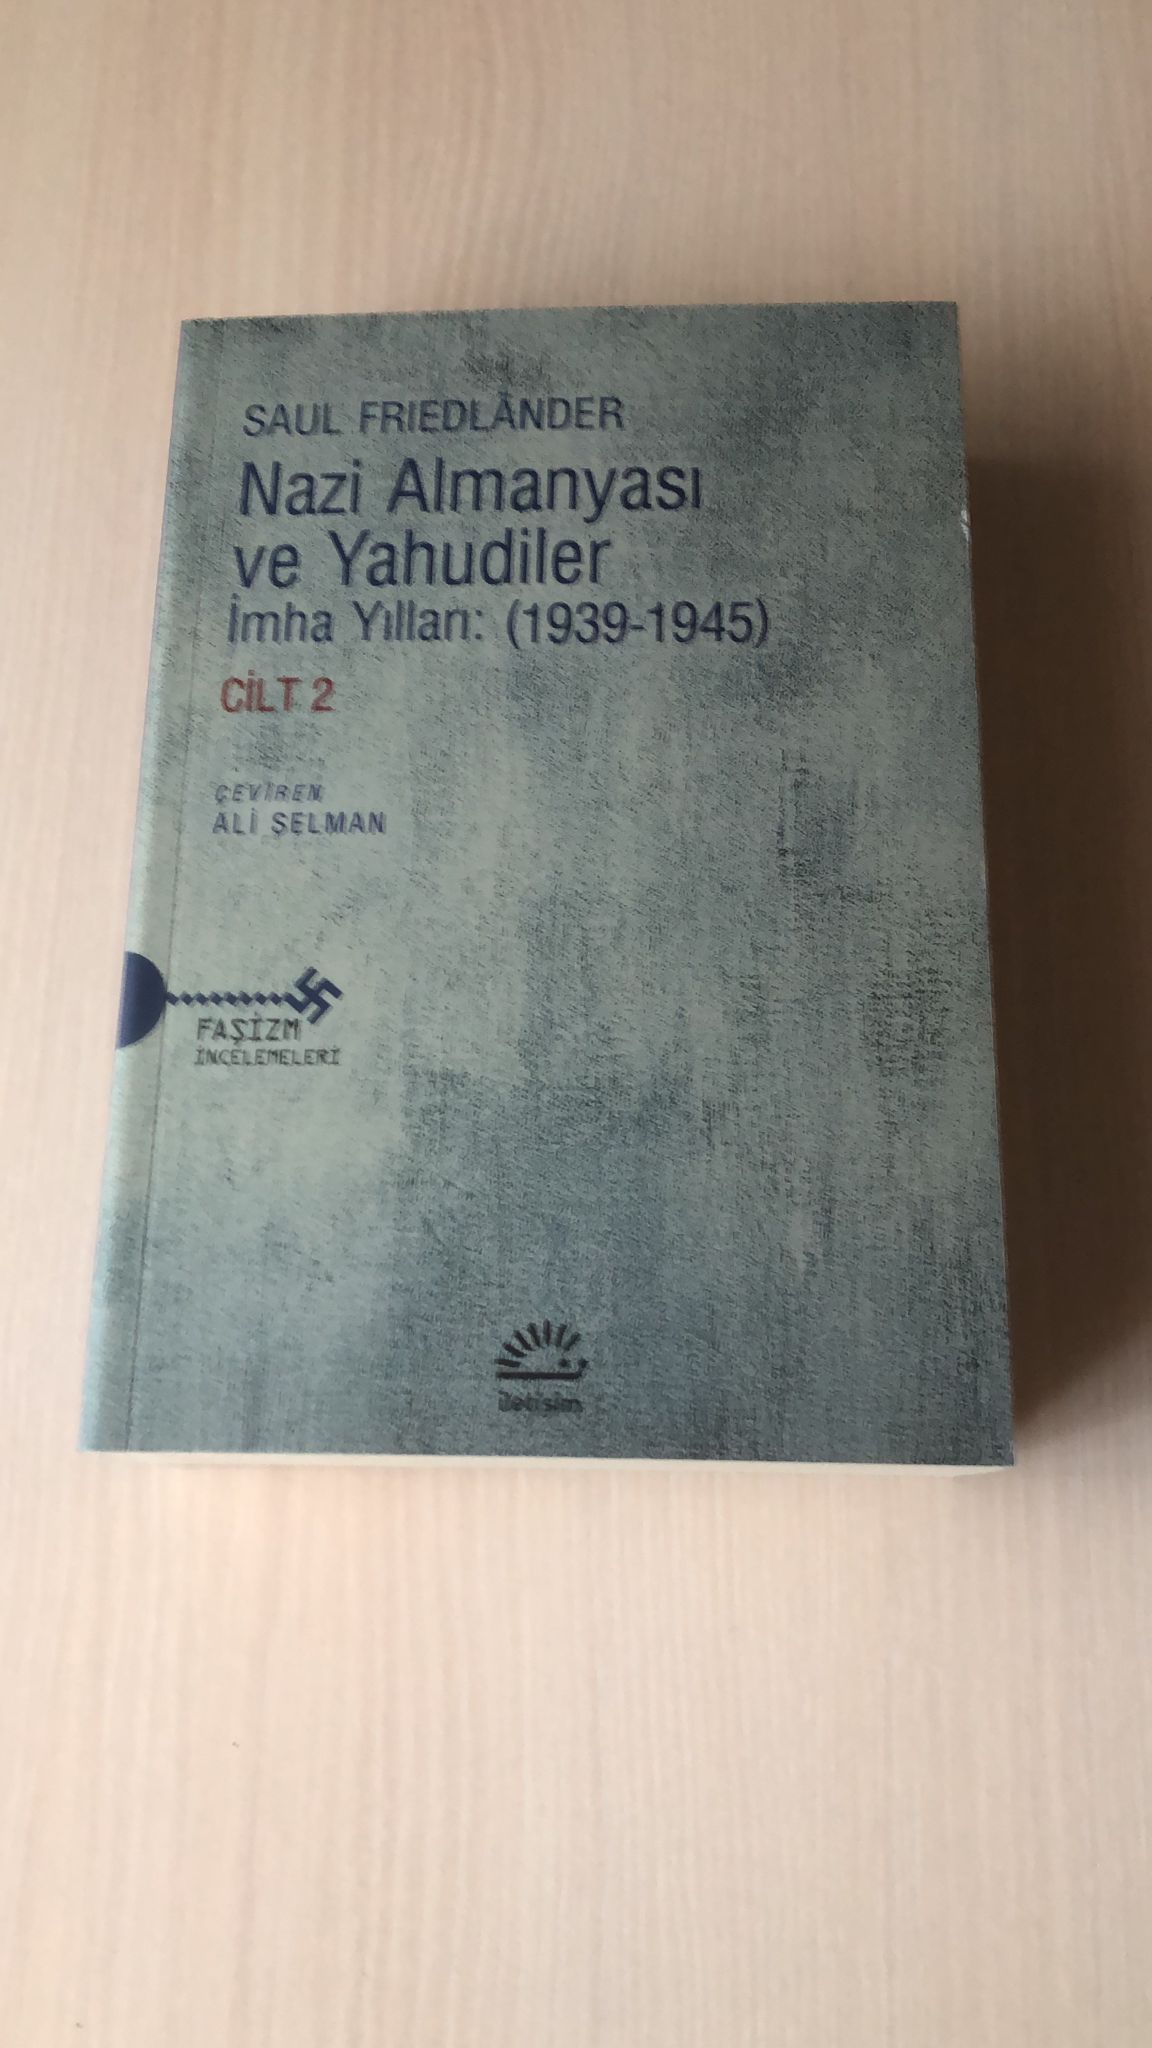 SAUL FRIEDLÄNDER
Nazi Almanyası
ve Yahudiler
İmha Yılları: (1939-1945)
CİLT 2
ÇEVİREN
ALİ SELMAN
FAŞİZM
İNCELEMELERİ
iletişim